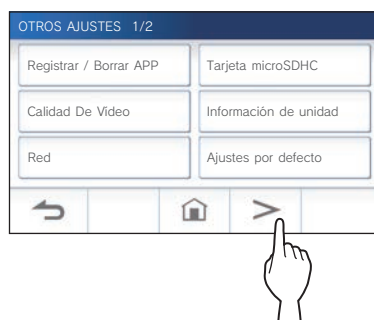 OTROS AJUSTES 1/2
Registrar / Borrar APP
Tarjeta microSDHC
Calidad De Video
Información de unidad
Red
Ajustes por defecto